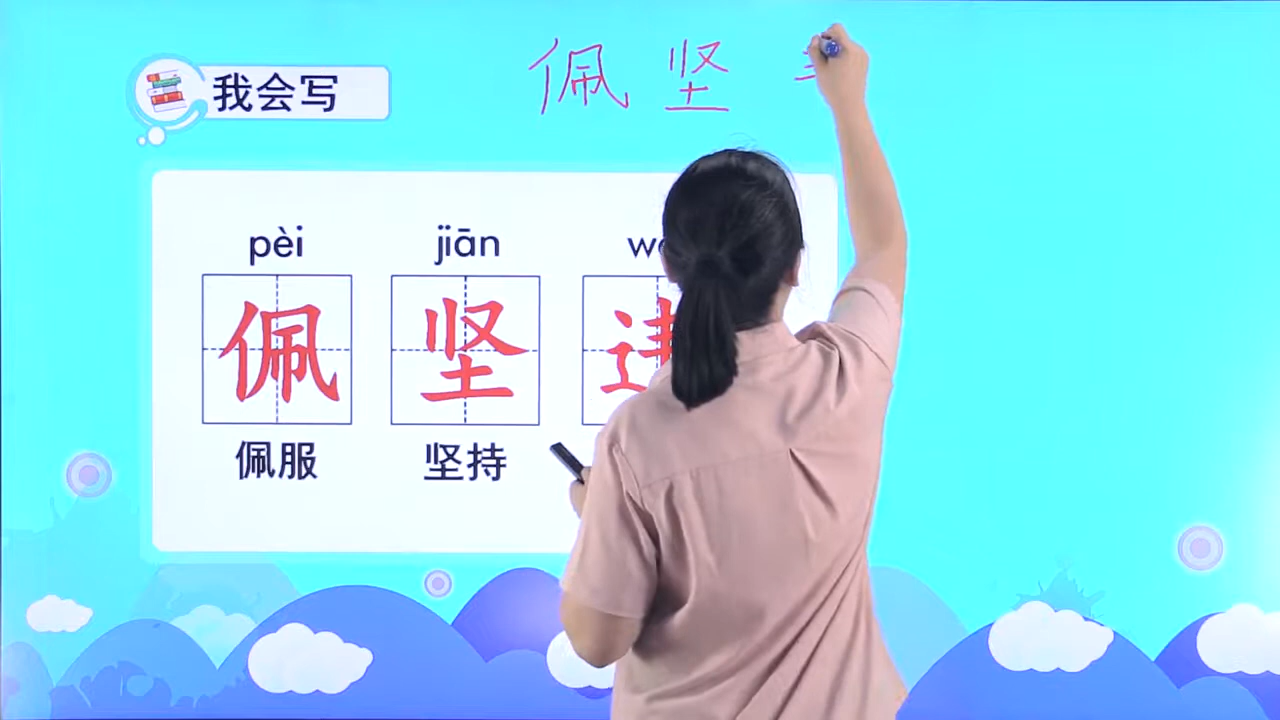 我会写
佩 坚
pèi jiān
佩 坚
佩服 坚持